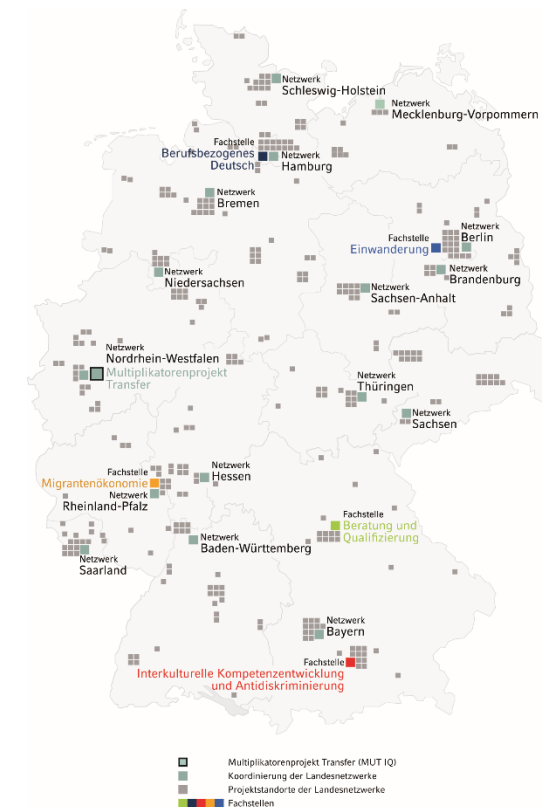 Netzwerk
Schleswig-Holstein
Netzwerk
Mecklenburg-Vorpommern
Fachstelle
Berufsbezogenes
Deutsch
Netzwerk
Hamburg
Netzwerk
Bremen
Netzwerk
Berlin
Fachstelle
Einwanderung
Netzwerk
Brandenburg
Netzwerk
Niedersachsen
Netzwerk
Sachsen-Anhalt
Netzwerk
Nordrhein-Westfalen
Multiplikatorenprojekt
Transfer
Netzwerk
Thüringen
Netzwerk
Sachsen
Fachstelle
Migrantenökonomie
Netzwerk
Rheinland-Pfalz
Netzwerk
Hessen
Fachstelle
Beratung und
Qualifizierung
Netzwerk
Baden-Württemberg
Netzwerk
Saarland
Netzwerk
Bayern
Fachstelle
Interkulturelle Kompetenzentwicklung
und Antidiskriminierung
Multiplikatorenprojekt Transfer (MUT IQ)
Koordinierung der Landesnetzwerke
Projektstandorte der Landesnetzwerke
Fachstellen